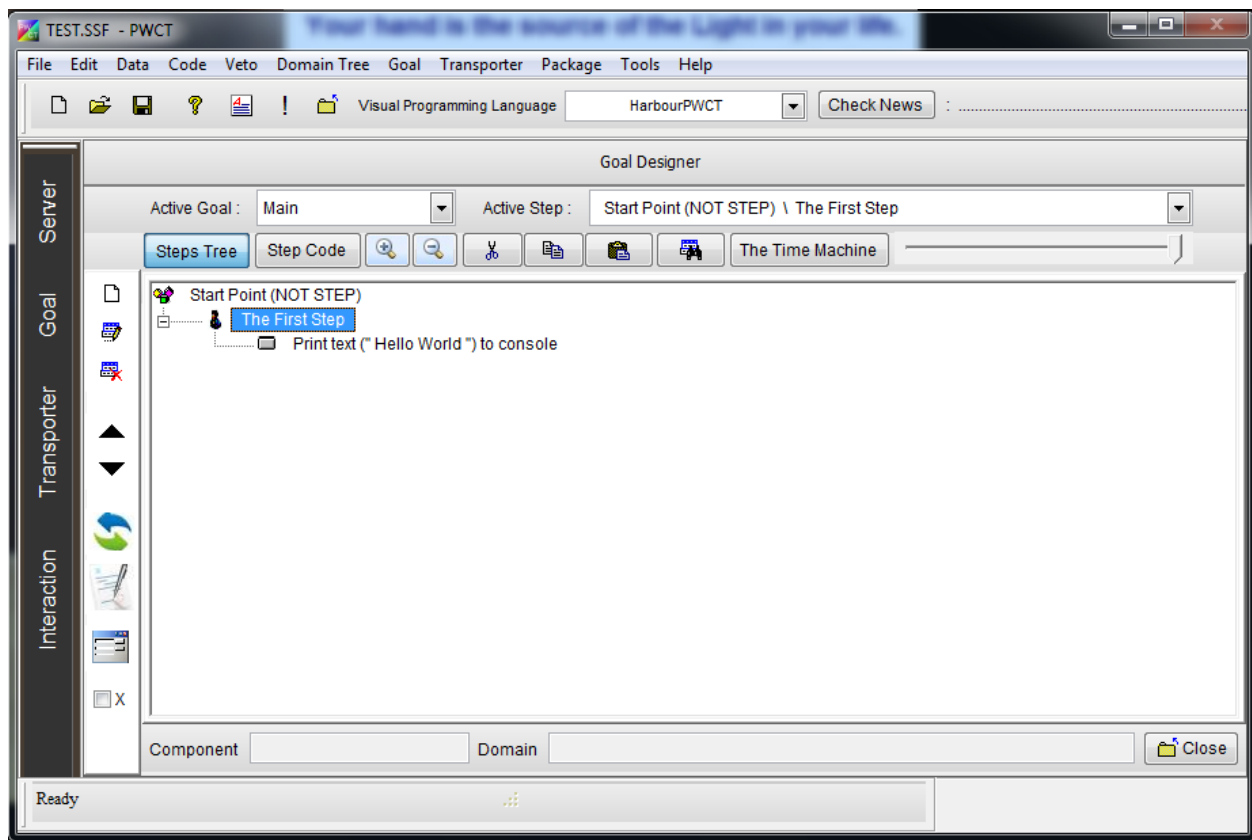 TEST.SSF - PWCT
Your hand is the source of the Light in your life.
File Edit Data Code Veto Domain Tree Goal Transporter Package Tools Help
Visual Programming Language HarbourPWCT Check News : ................................................................
Goal Designer
Server
Goal
Transporter
Interaction
Active Goal : Main Active Step : Start Point (NOT STEP) \ The First Step
Steps Tree Step Code The Time Machine
Start Point (NOT STEP)
The First Step
Print text (" Hello World ") to console
X
Component Domain Close
Ready